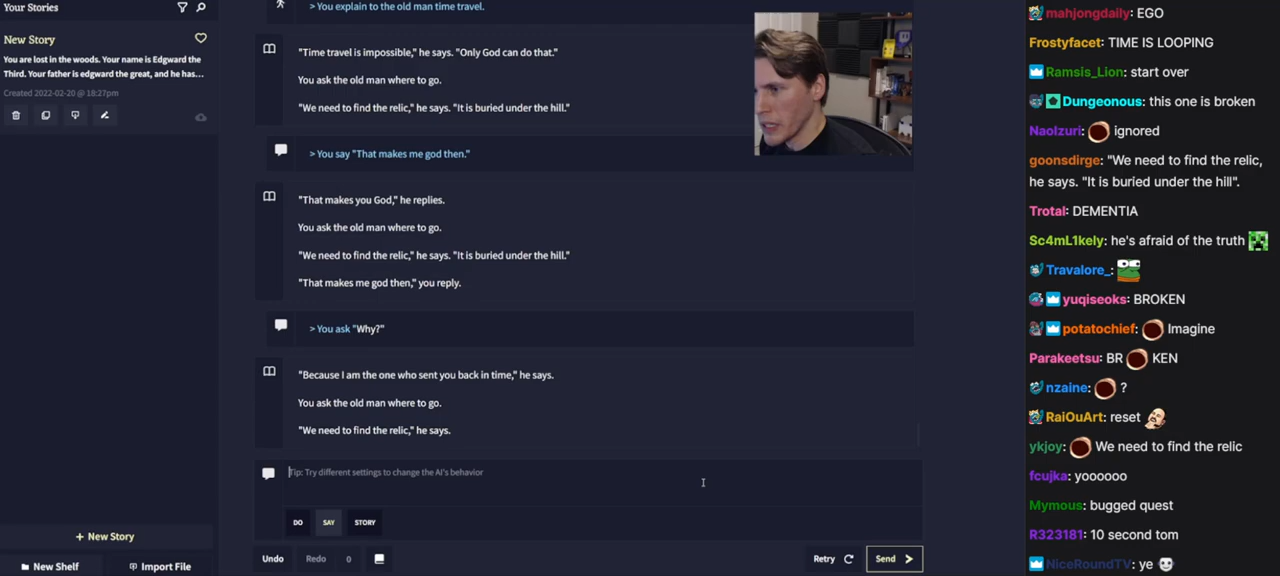 Your Stories
New Story
You are lost in the woods. Your name is Edgward the
Third. Your father is edgward the great, and he has...
Created 2022-02-20 @ 18:27pm
+ New Story
New Shelf
Import File
> You explain to the old man time travel.
"Time travel is impossible," he says. "Only God can do that."
You ask the old man where to go.
"We need to find the relic," he says. "It is buried under the hill."
> You say "That makes me god then."
"That makes you God," he replies.
You ask the old man where to go.
"We need to find the relic," he says. "It is buried under the hill."
"That makes me god then," you reply.
> You ask "Why?"
"Because I am the one who sent you back in time," he says.
You ask the old man where to go.
"We need to find the relic," he says.
Tip: Try different settings to change the AI's behavior
DO SAY STORY
Undo Redo 0 Retry Send
mahjongdaily: EGO
Frostyfacet: TIME IS LOOPING
Ramsis_Lion: start over
Dungeonous: this one is broken
Naolzuri: ignored
goonsdirge: "We need to find the relic,
he says. "It is buried under the hill".
Trotal: DEMENTIA
Sc4mL1kely: he's afraid of the truth
Travalore_:
yuqiseoks: BROKEN
potatochief: Imagine
Parakeetsu: BR KEN
nzaine: ?
RaiOuArt: reset
ykjoy: We need to find the relic
fcujka: yoooooo
Mymous: bugged quest
R323181: 10 second tom
NiceRoundTV: ye